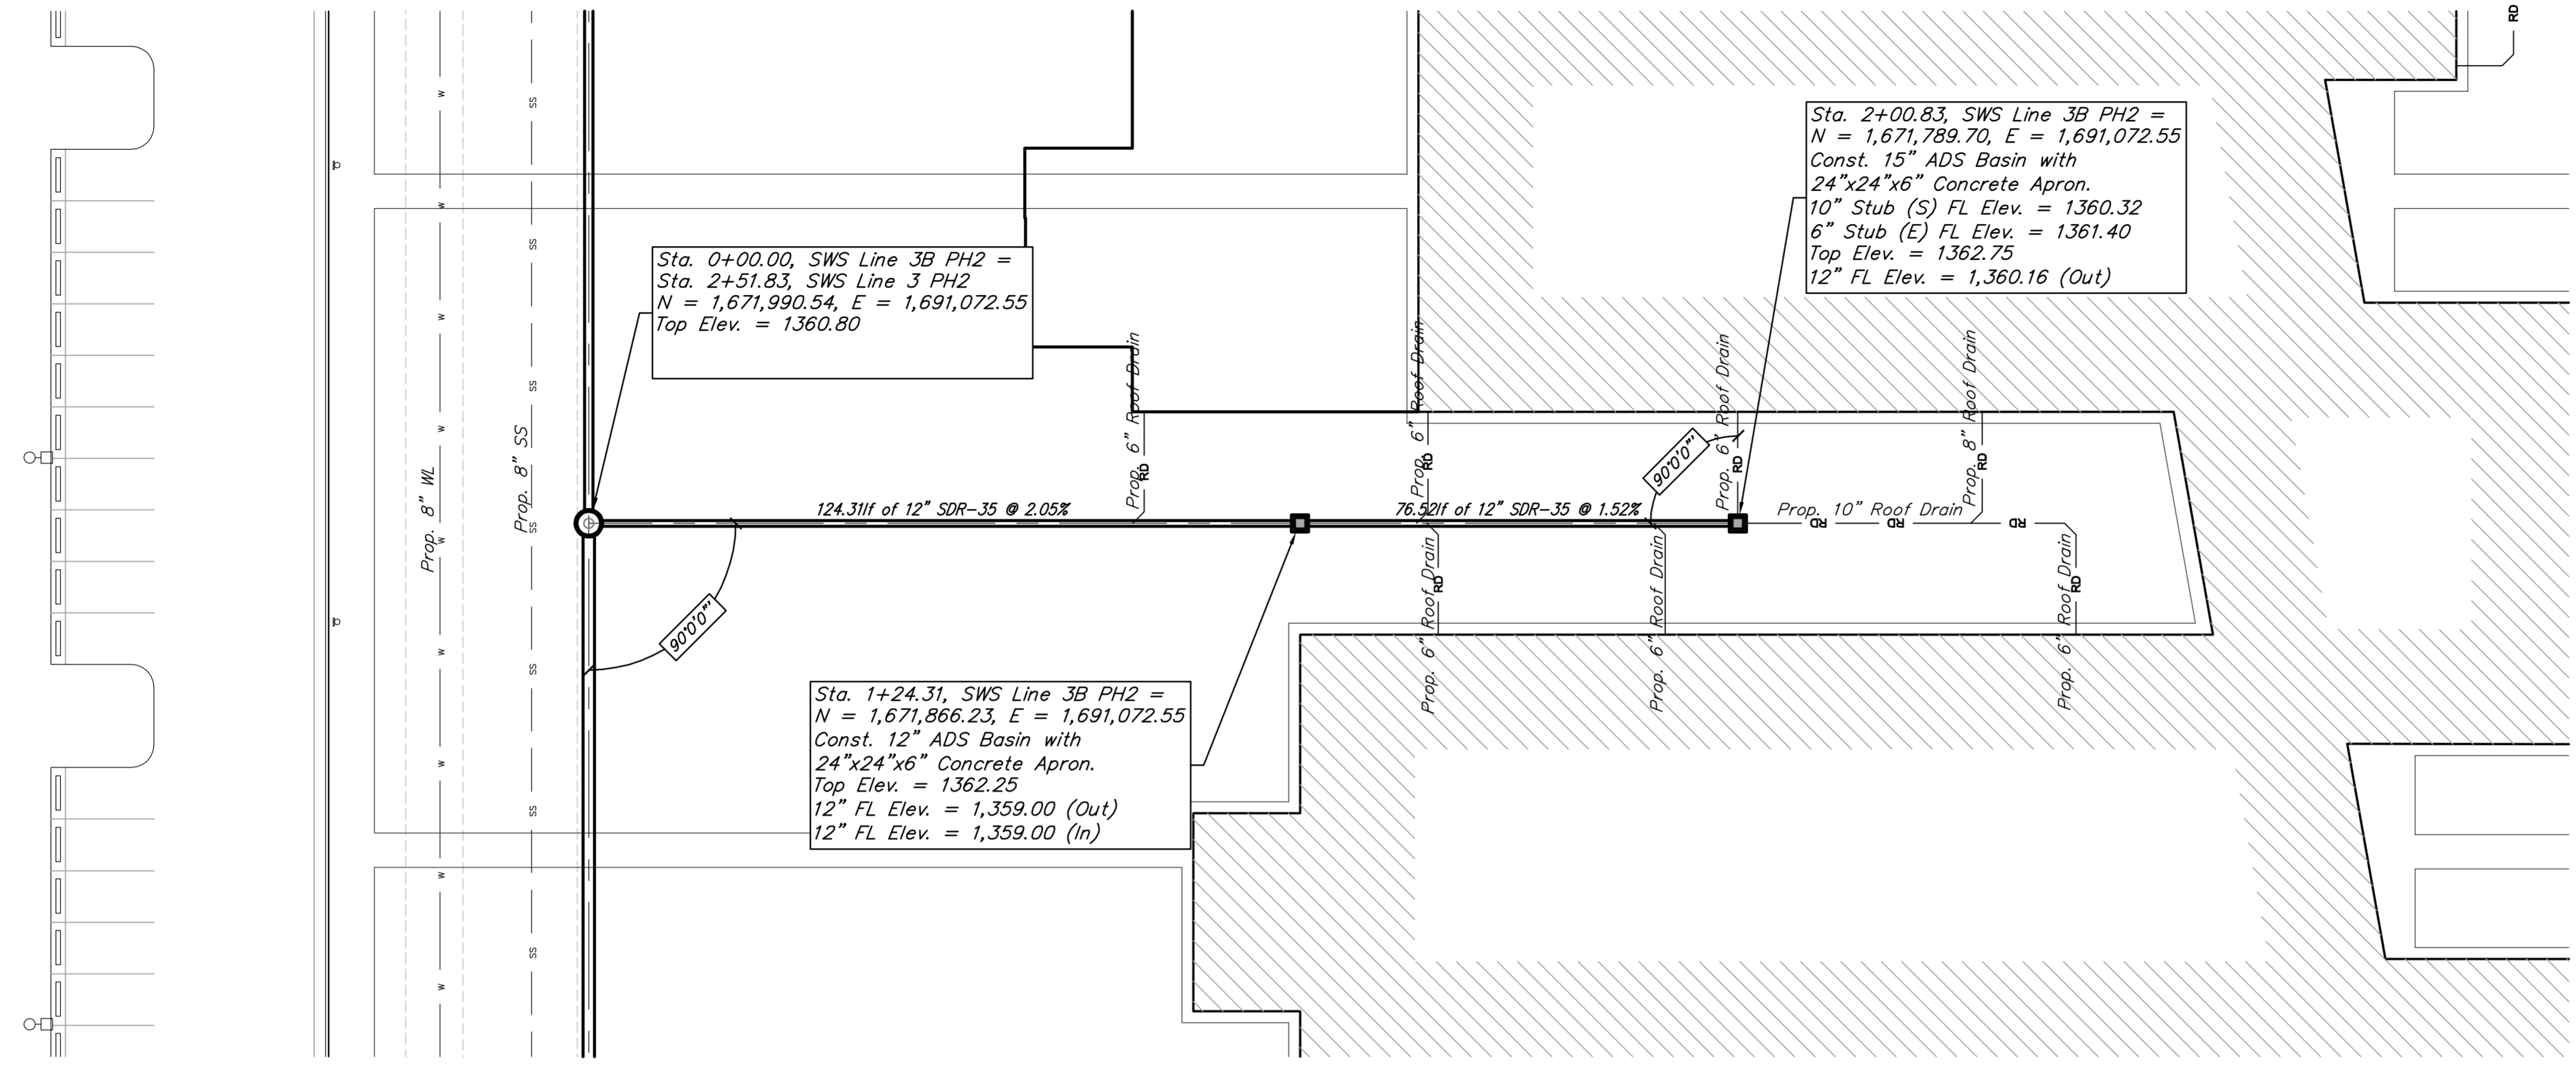 RD
Sta. 2+00.83, SWS Line 3B PH2 =
N = 1,671,789.70, E = 1,691,072.55
Const. 15" ADS Basin with
24"x24"x6" Concrete Apron.
10" Stub (S) FL Elev. = 1360.32
6" Stub (E) FL Elev. = 1361.40
Top Elev. = 1362.75
12" FL Elev. = 1,360.16 (Out)
Sta. 0+00.00, SWS Line 3B PH2 =
Sta. 2+51.83, SWS Line 3 PH2
N = 1,671,990.54, E = 1,691,072.55
Top Elev. = 1360.80
Prop. 8" WL
W
W
W
W
W
W
W
W
Prop. 8" SS
SS
SS
SS
SS
SS
SS
SS
Prop. 6" Roof Drain
RD
Prop. 6" Roof Drain
RD
Prop. 6" Roof Drain
RD
Prop. 8" Roof Drain
RD
90°0'0"
90°0'0"
124.31lf of 12" SDR-35 @ 2.05%
76.52lf of 12" SDR-35 @ 1.52%
Prop. 10" Roof Drain
RD
RD
RD
Prop. 6" Roof Drain
RD
Prop. 6" Roof Drain
Prop. 6" Roof Drain
RD
Sta. 1+24.31, SWS Line 3B PH2 =
N = 1,671,866.23, E = 1,691,072.55
Const. 12" ADS Basin with
24"x24"x6" Concrete Apron.
Top Elev. = 1362.25
12" FL Elev. = 1,359.00 (Out)
12" FL Elev. = 1,359.00 (In)